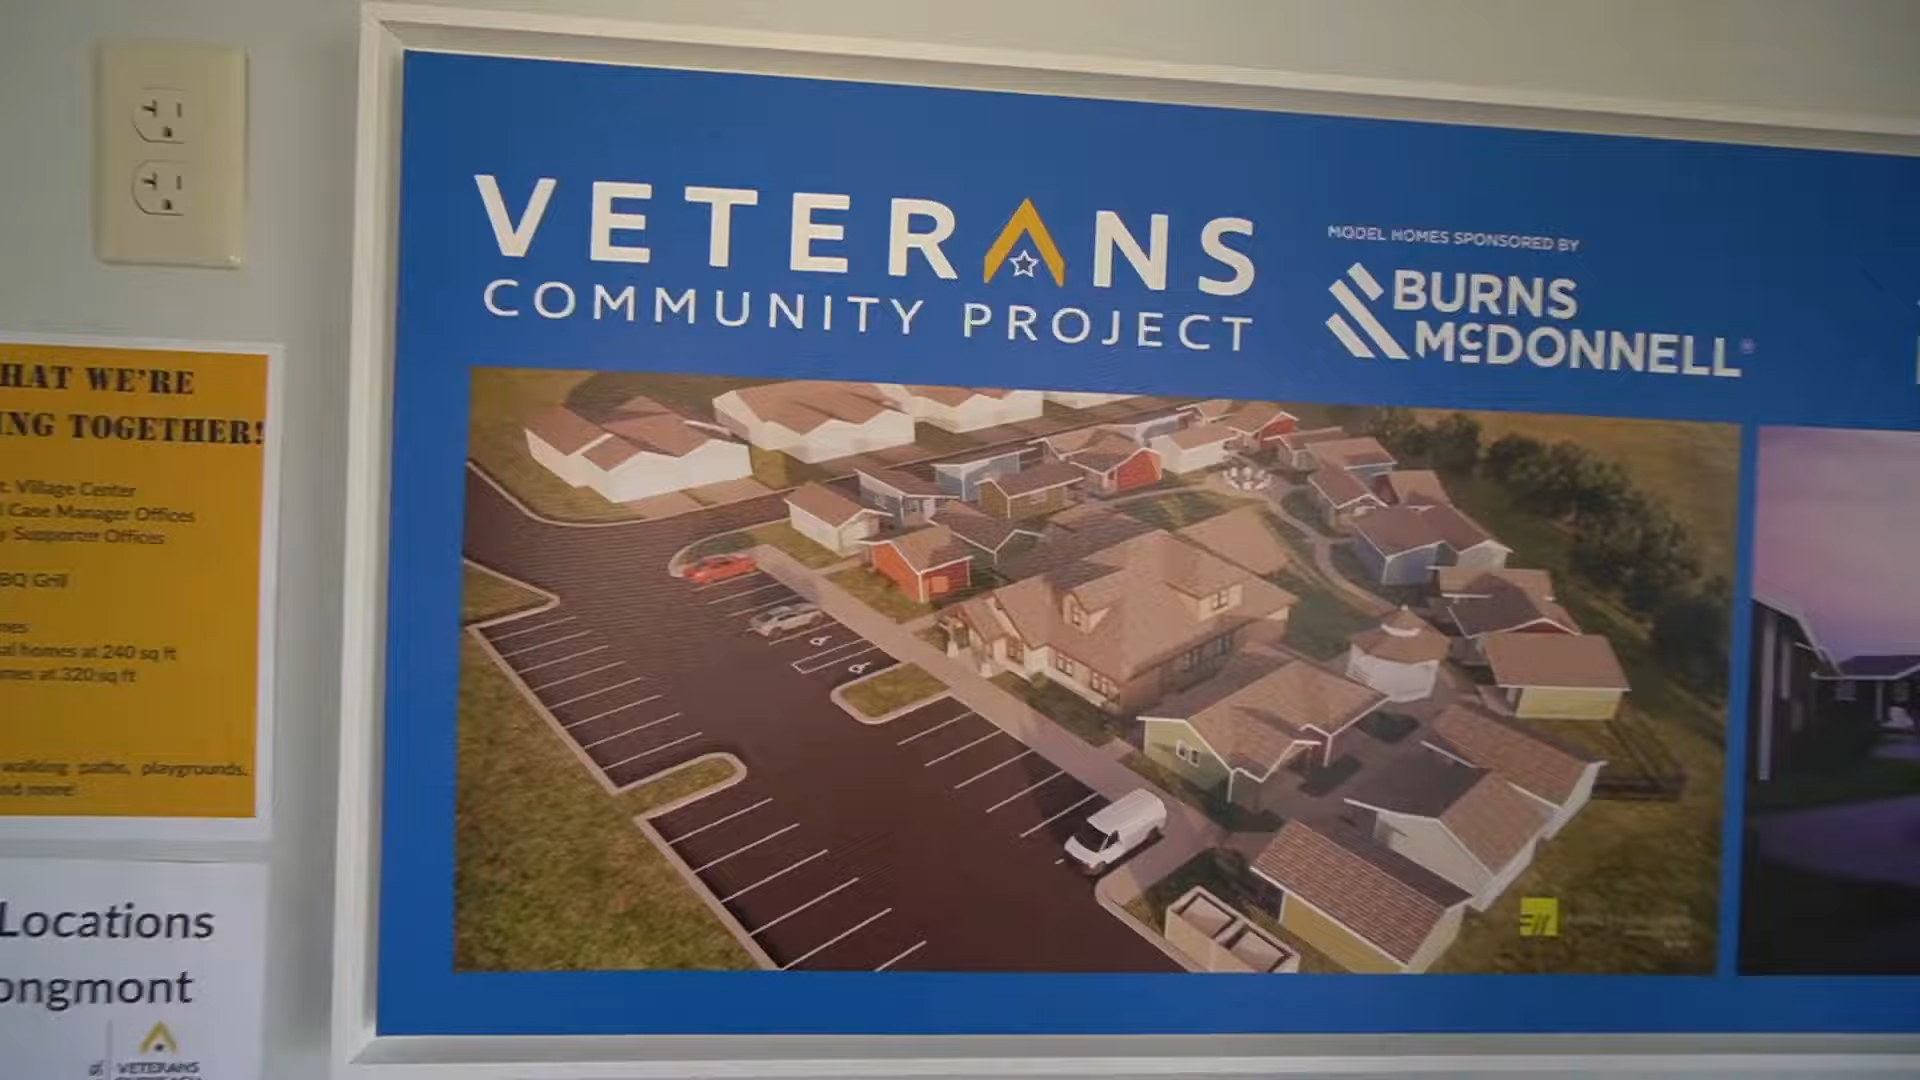 VETERANS
COMMUNITY PROJECT
MODEL HOMES SPONSORED BY
BURNS
McDONNELL
HAT WE'RE
ING TOGETHER!
t. Village Center
l Case Manager Offices
y Supporter Offices
BQ Grill
mes
al homes at 240 sq ft
mes at 320 sq ft
walking paths, playgrounds,
nd more!
Locations
ongmont
VETERANS